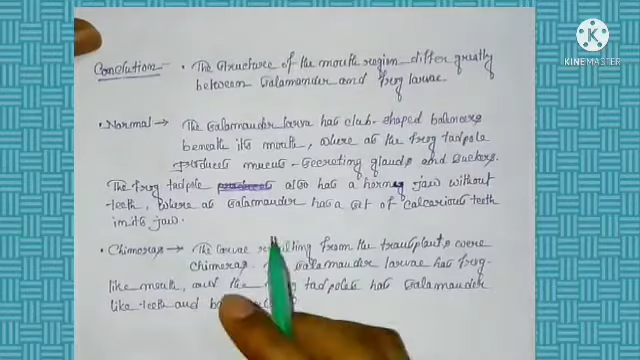 KINEMASTER
Conclution:- • The structure of the mouth region differ greatly
between salamander and frog larvae.
• Normal → The salamander larva has club-shaped balancers
beneath its mouth, where as the frog tadpole
produces mucus-secreting glands and suckers.
The frog tadpole also has a horney jaw without
teeth, where as salamander has a set of calcarious teeth
in its jaw.
• Chimeras → The larvae resulting from the transplants were
chimeras. salamander larvae has frog-
like mouth, and the tadpoles has salamander
like teeth and